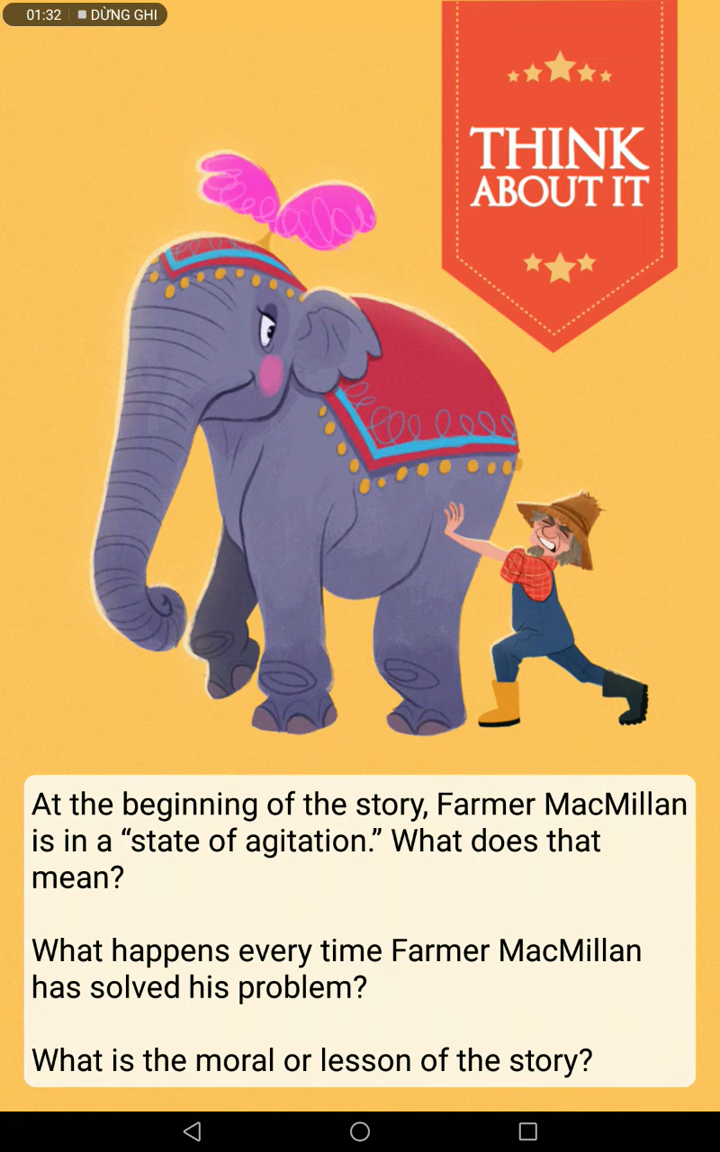 01:32 DỪNG GHI
THINK
ABOUT IT
At the beginning of the story, Farmer MacMillan
is in a “state of agitation.” What does that
mean?
What happens every time Farmer MacMillan
has solved his problem?
What is the moral or lesson of the story?